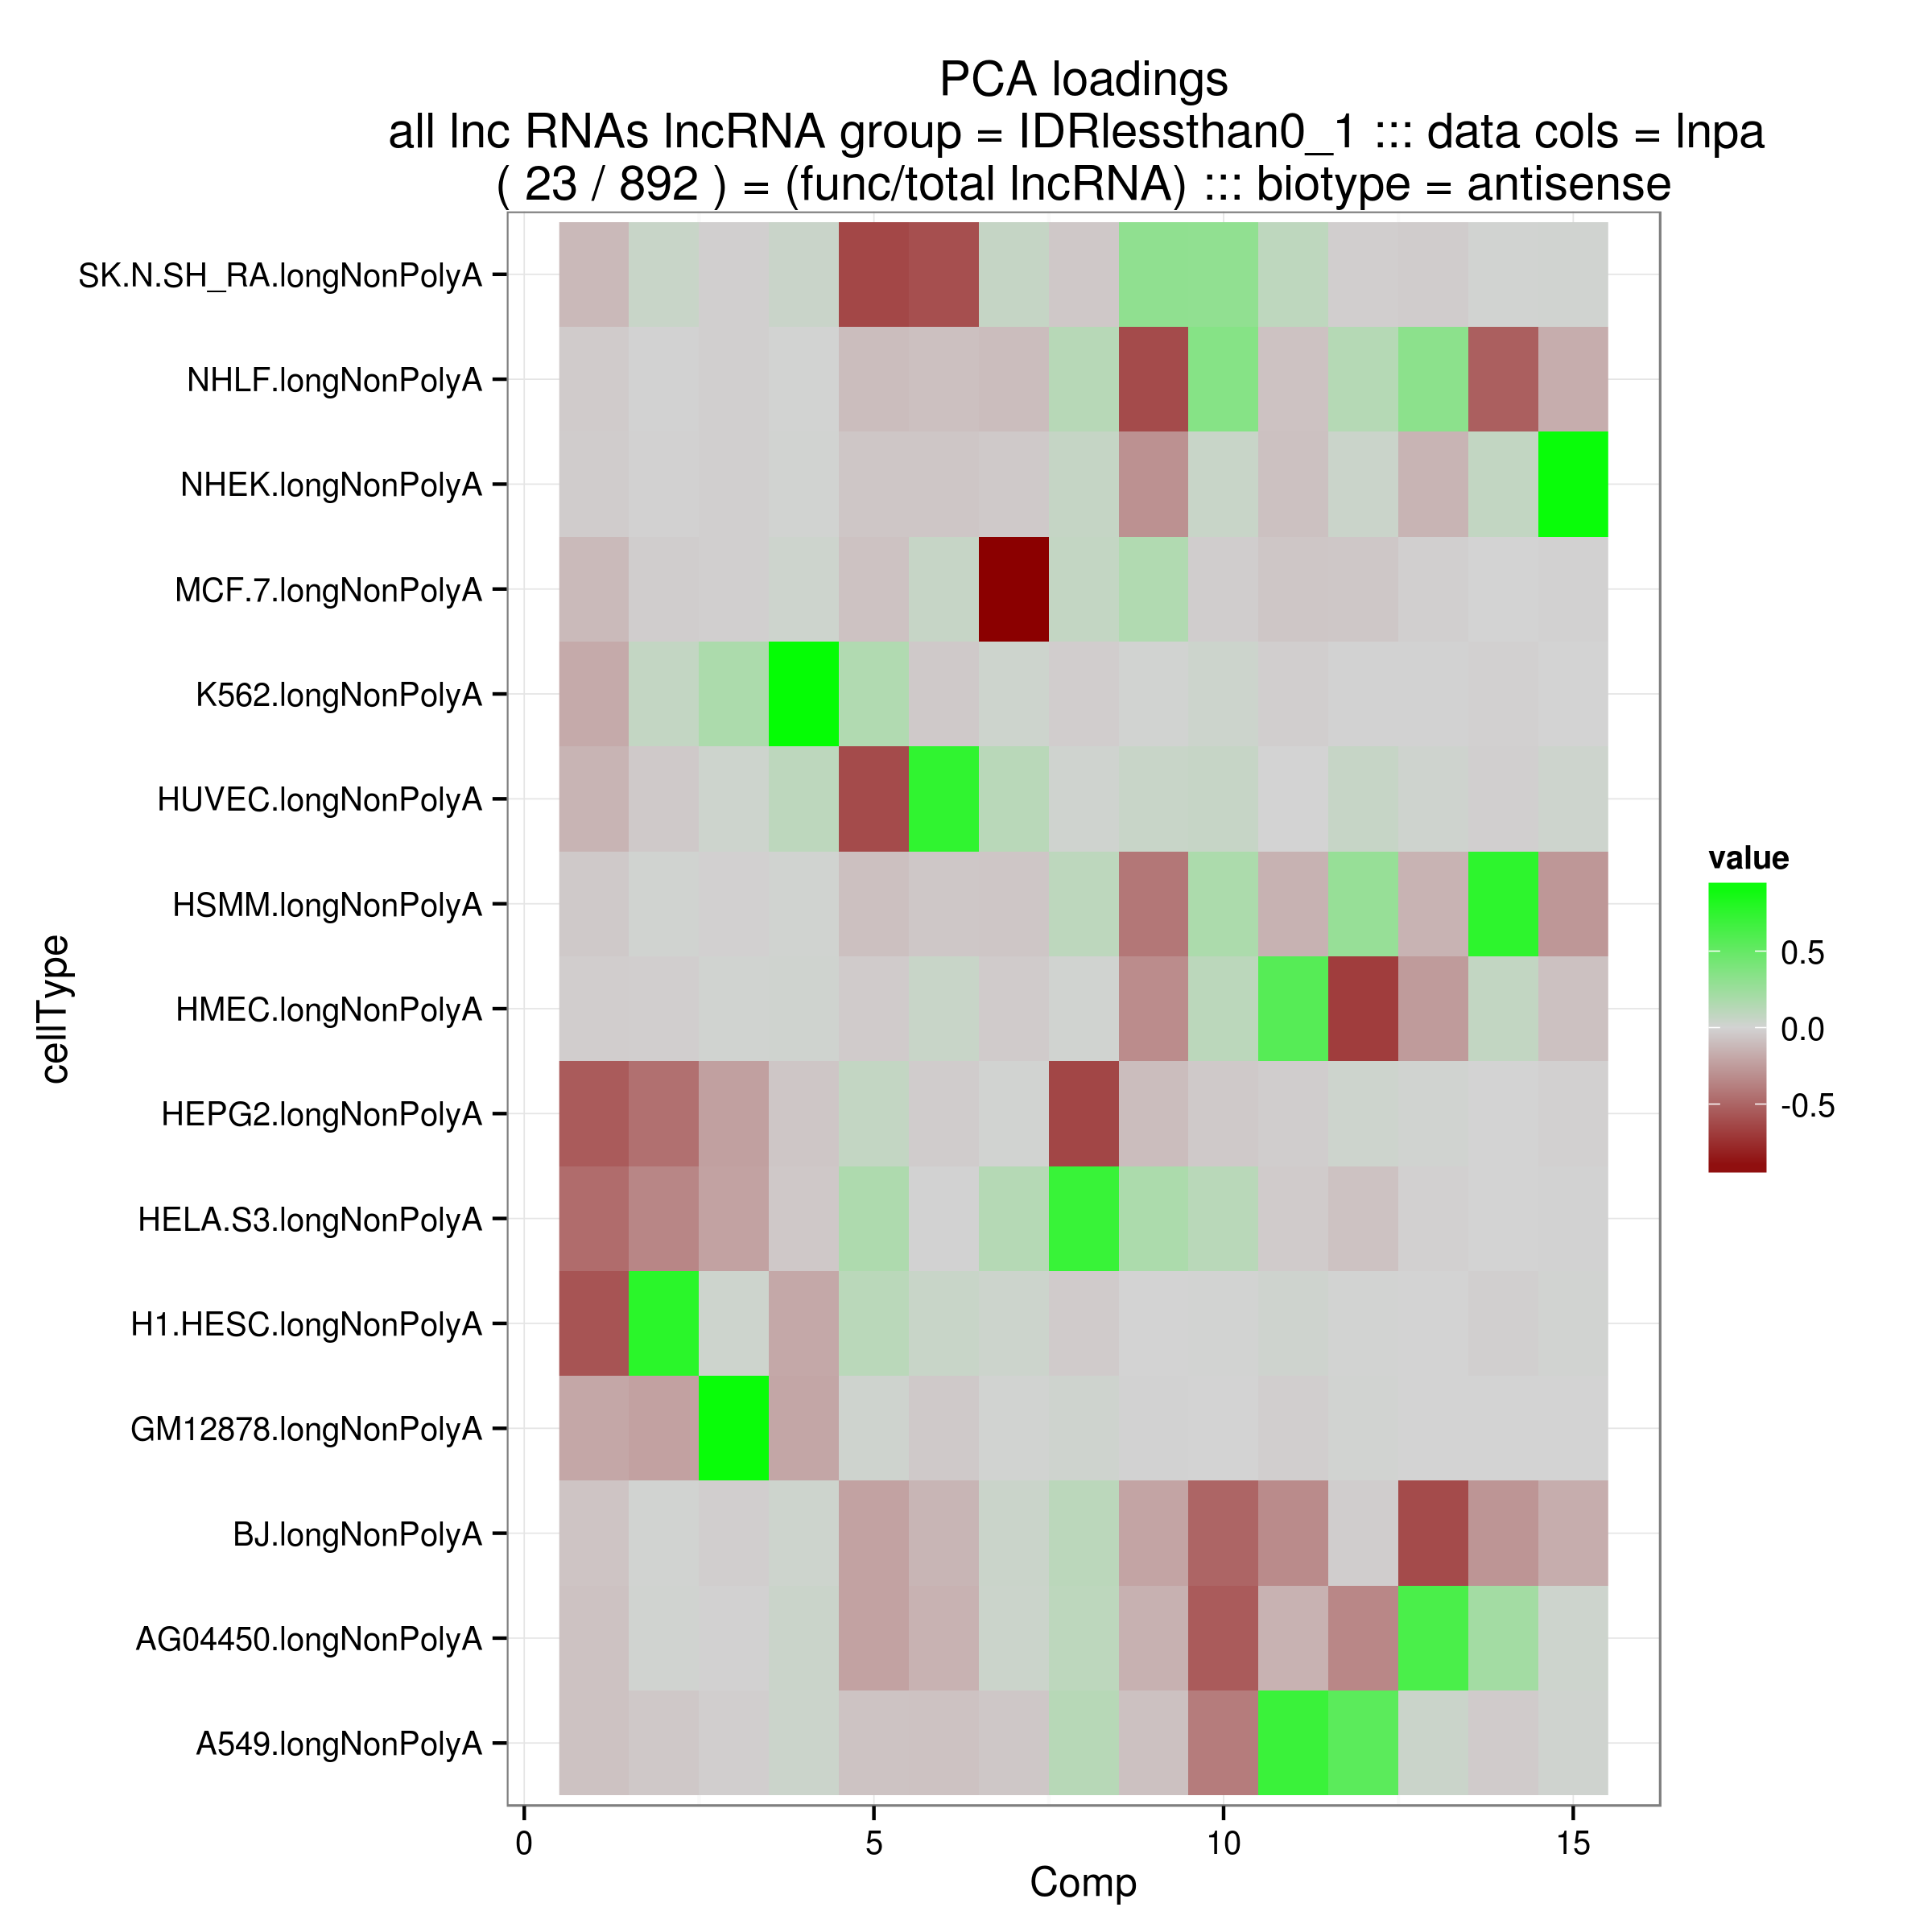 PCA loadings
all lnc RNAs lncRNA group = IDRlessthan0_1 ::: data cols = lnpa
( 23 / 892 ) = (func/total lncRNA) ::: biotype = antisense
SK.N.SH_RA.longNonPolyA
NHLF.longNonPolyA
NHEK.longNonPolyA
MCF.7.longNonPolyA
K562.longNonPolyA
HUVEC.longNonPolyA
HSMM.longNonPolyA
HMEC.longNonPolyA
HEPG2.longNonPolyA
HELA.S3.longNonPolyA
H1.HESC.longNonPolyA
GM12878.longNonPolyA
BJ.longNonPolyA
AG04450.longNonPolyA
A549.longNonPolyA
cellType
0 5 10 15
Comp
value
0.5
0.0
-0.5